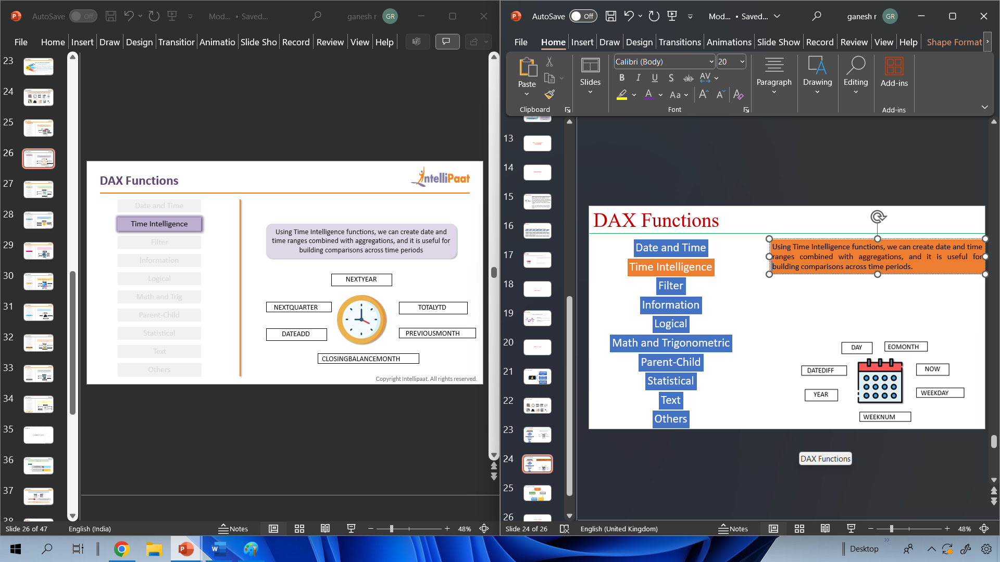 AutoSave Off Mod... • Saved... ganesh r GR
File Home Insert Draw Design Transitior Animatio Slide Sho Record Review View Help
23
24
25
26
27
28
29
30
31
32
33
34
35
36
37
38
DAX Functions
IntelliPaat
Date and Time
Time Intelligence
Filter
Information
Logical
Math and Trig
Parent-Child
Statistical
Text
Others
Using Time Intelligence functions, we can create date and
time ranges combined with aggregations, and it is useful for
building comparisons across time periods
NEXTYEAR
NEXTQUARTER
TOTALYTD
DATEADD
PREVIOUSMONTH
CLOSINGBALANCEMONTH
Copyright Intellipaat. All rights reserved.
Slide 26 of 47 English (India) Notes 48%
AutoSave Off Mod... • Saved... ganesh r GR
File Home Insert Draw Design Transitions Animations Slide Show Record Review View Help Shape Format
Paste
Clipboard
Slides
Calibri (Body) 20
B I U S ab AV
A Aa A A A
Font
Paragraph
Drawing
Editing
Add-ins
Add-ins
13
14
15
16
17
18
19
20
21
22
23
24
25
26
DAX Functions
Date and Time
Time Intelligence
Filter
Information
Logical
Math and Trigonometric
Parent-Child
Statistical
Text
Others
Using Time Intelligence functions, we can create date and time
ranges combined with aggregations, and it is useful for
building comparisons across time periods.
DAY
EOMONTH
DATEDIFF
NOW
YEAR
WEEKDAY
WEEKNUM
DAX Functions
Slide 24 of 26 English (United Kingdom) Notes 48%
Desktop